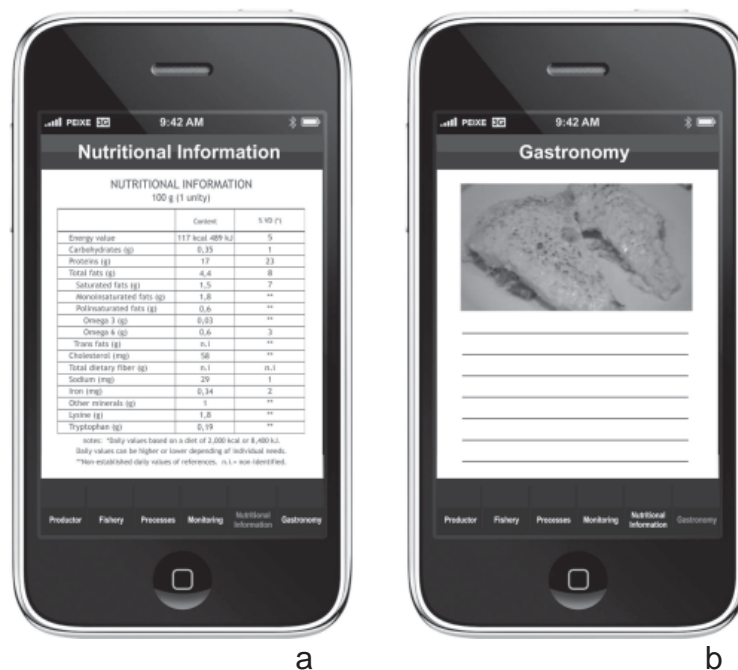 PEIXE 3G 9:42 AM
Nutritional Information
NUTRITIONAL INFORMATION
100 g (1 unity)
Content % VD (*)
Energy value 117 kcal 489 kJ 5
Carbohydrates (g) 0,35 1
Proteins (g) 17 23
Total fats (g) 4,4 8
Saturated fats (g) 1,5 7
Monoinsaturated fats (g) 1,8 **
Polinsaturated fats (g) 0,6 **
Omega 3 (g) 0,03 **
Omega 6 (g) 0,6 3
Trans fats (g) n.i **
Cholesterol (mg) 58 **
Total dietary fiber (g) n.i n.i
Sodium (mg) 29 1
Iron (mg) 0,34 2
Other minerals (g) 1 **
Lysine (g) 1,8 **
Tryptophan (g) 0,19 **
notes: *Daily values based on a diet of 2,000 kcal or 8,400 kJ.
Daily values can be higher or lower depending of individual needs.
**Non established daily values of references. n.i.= non identified.
Productor Fishery Processes Monitoring Nutritional Information Gastronomy
a
PEIXE 3G 9:42 AM
Gastronomy
Productor Fishery Processes Monitoring Nutritional Information Gastronomy
b